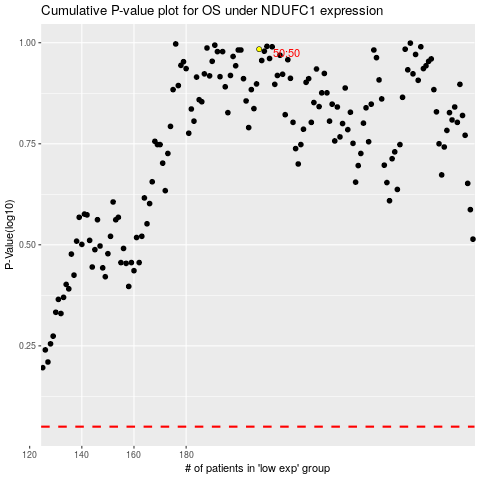 Cumulative P-value plot for OS under NDUFC1 expression
1.00
50:50
0.75
P-Value(log10)
0.50
0.25
120 140 160 180
# of patients in 'low exp' group